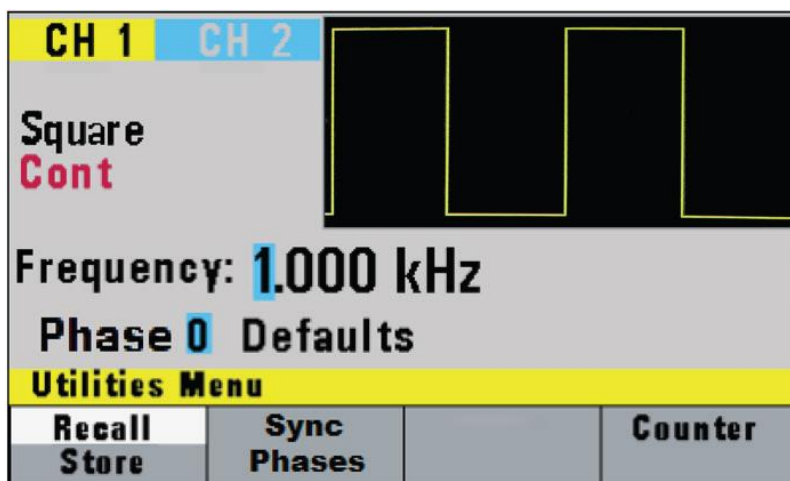 CH 1 CH 2
Square
Cont
Frequency: 1.000 kHz
Phase 0 Defaults
Utilities Menu
Recall
Store
Sync
Phases
Counter